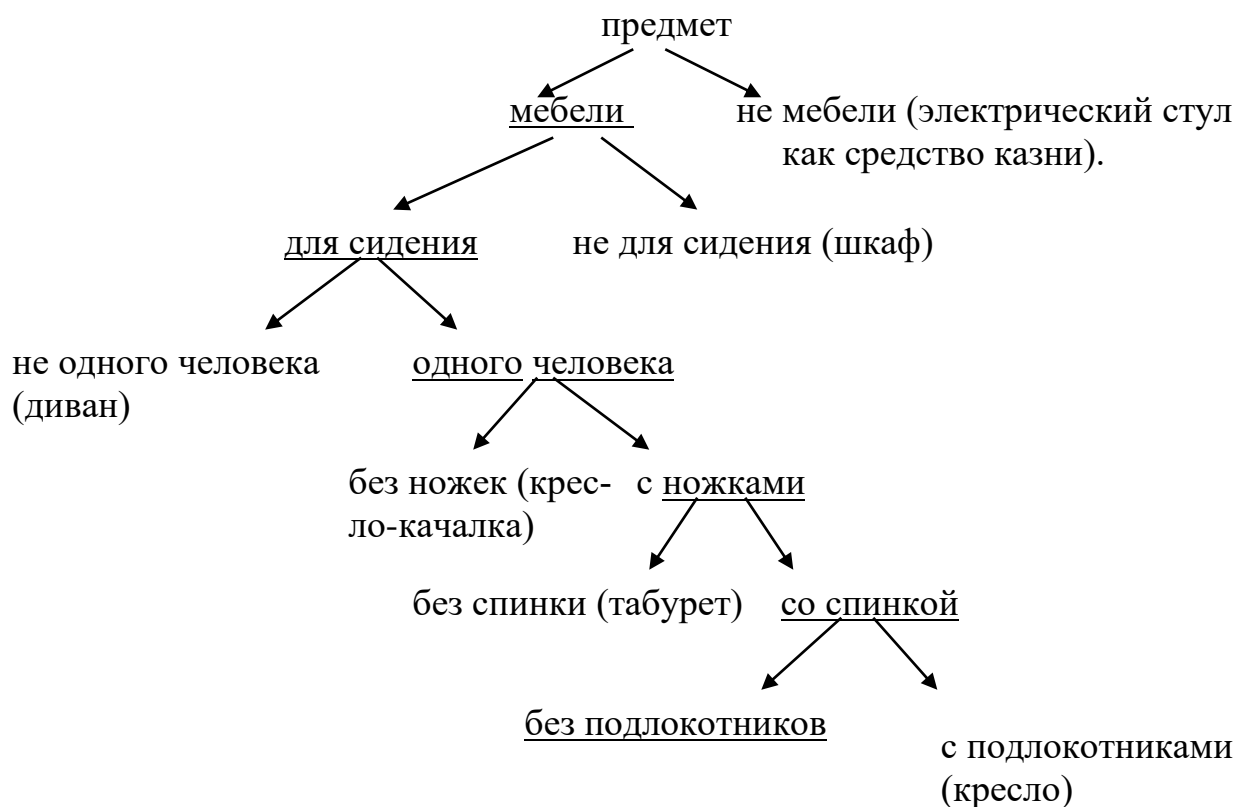 предмет
мебели не мебели (электрический стул
как средство казни).
для сидения не для сидения (шкаф)
не одного человека одного человека
(диван)
без ножек (крес- с ножками
ло-качалка)
без спинки (табурет) со спинкой
без подлокотников
с подлокотниками
(кресло)